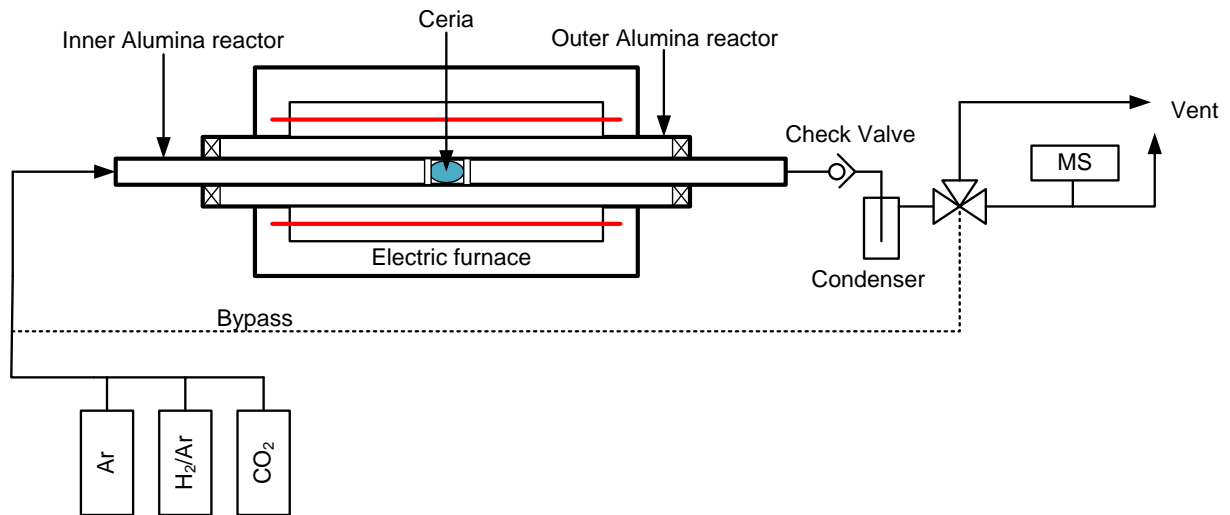 Ceria
Inner Alumina reactor
Outer Alumina reactor
Vent
Check Valve
MS
Electric furnace
Condenser
Bypass
Ar
H₂/Ar
CO₂